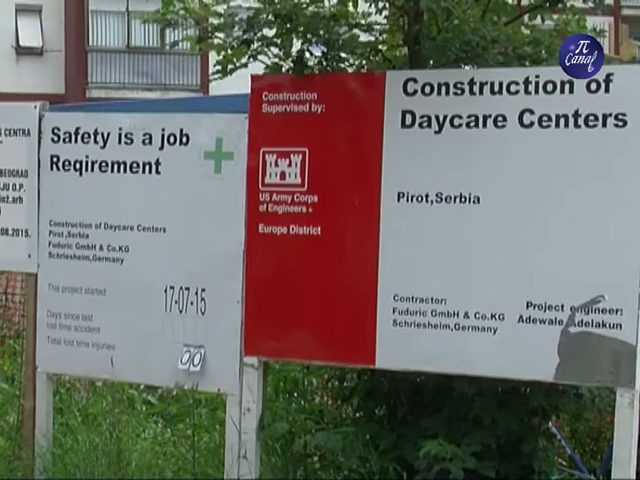 π
Canal
G CENTRA
BEOGRAD
JU O.P.
inž.arh
.08.2015.
Safety is a job
Reqirement
Construction of Daycare Centers
Pirot,Serbia
Fuduric GmbH & Co.KG
Schriesheim,Germany
This project started
17-07-15
Days since last
lost time accident
Total lost time injuries
00
Construction
Supervised by:
US Army Corps
of Engineers
Europe District
Construction of
Daycare Centers
Pirot,Serbia
Contractor:
Fuduric GmbH & Co.KG
Schriesheim,Germany
Project engineer:
Adewale Adelakun